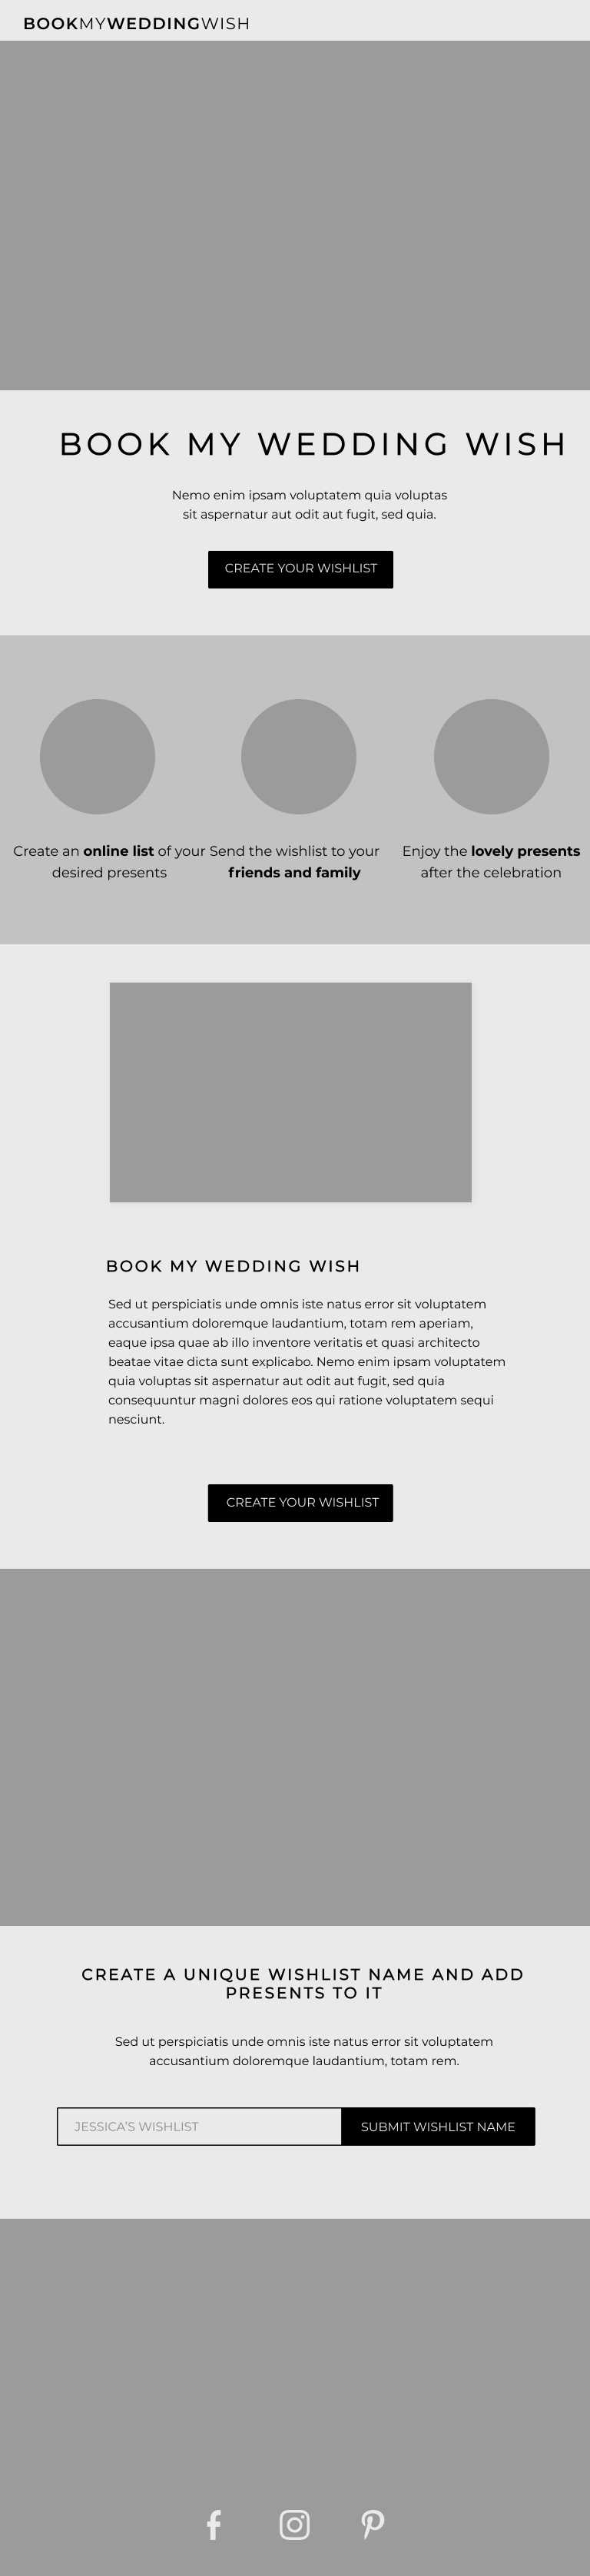 BOOKMYWEDDINGWISH
BOOK MY WEDDING WISH
Nemo enim ipsam voluptatem quia voluptas
sit aspernatur aut odit aut fugit, sed quia.
CREATE YOUR WISHLIST
Create an online list of your
desired presents
Send the wishlist to your
friends and family
Enjoy the lovely presents
after the celebration
BOOK MY WEDDING WISH
Sed ut perspiciatis unde omnis iste natus error sit voluptatem
accusantium doloremque laudantium, totam rem aperiam,
eaque ipsa quae ab illo inventore veritatis et quasi architecto
beatae vitae dicta sunt explicabo. Nemo enim ipsam voluptatem
quia voluptas sit aspernatur aut odit aut fugit, sed quia
consequuntur magni dolores eos qui ratione voluptatem sequi
nesciunt.
CREATE YOUR WISHLIST
CREATE A UNIQUE WISHLIST NAME AND ADD
PRESENTS TO IT
Sed ut perspiciatis unde omnis iste natus error sit voluptatem
accusantium doloremque laudantium, totam rem.
JESSICA'S WISHLIST
SUBMIT WISHLIST NAME